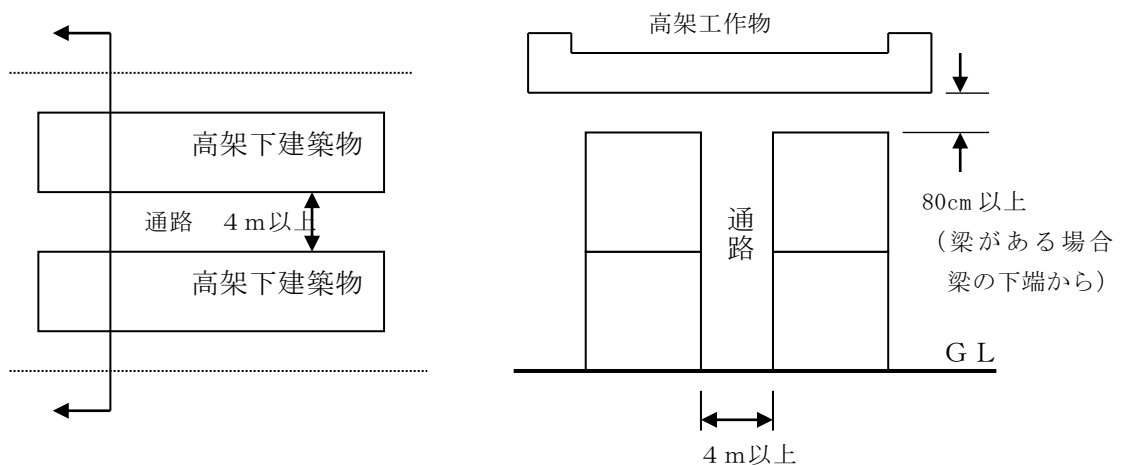 高架下建築物
通路　４ｍ以上
高架下建築物
高架工作物
通路
80cm 以上
（梁がある場合
梁の下端から）
ＧＬ
４ｍ以上